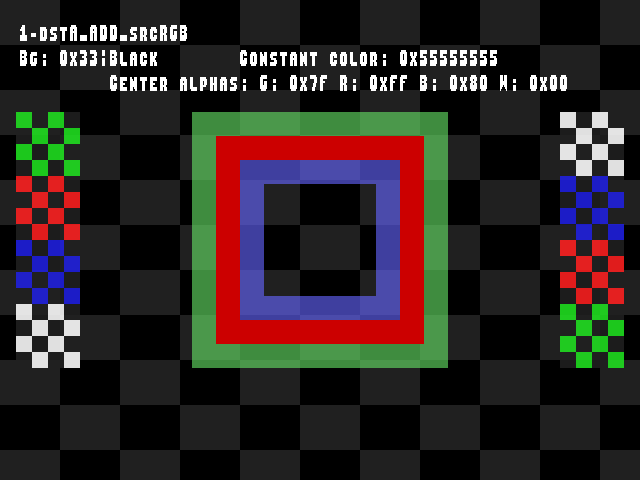 1-dstA_ADD_srcRGB
Bg: 0x33¦Black Constant color: 0x55555555
Center alphas: G: 0x7f R: 0xff B: 0x80 W: 0x00